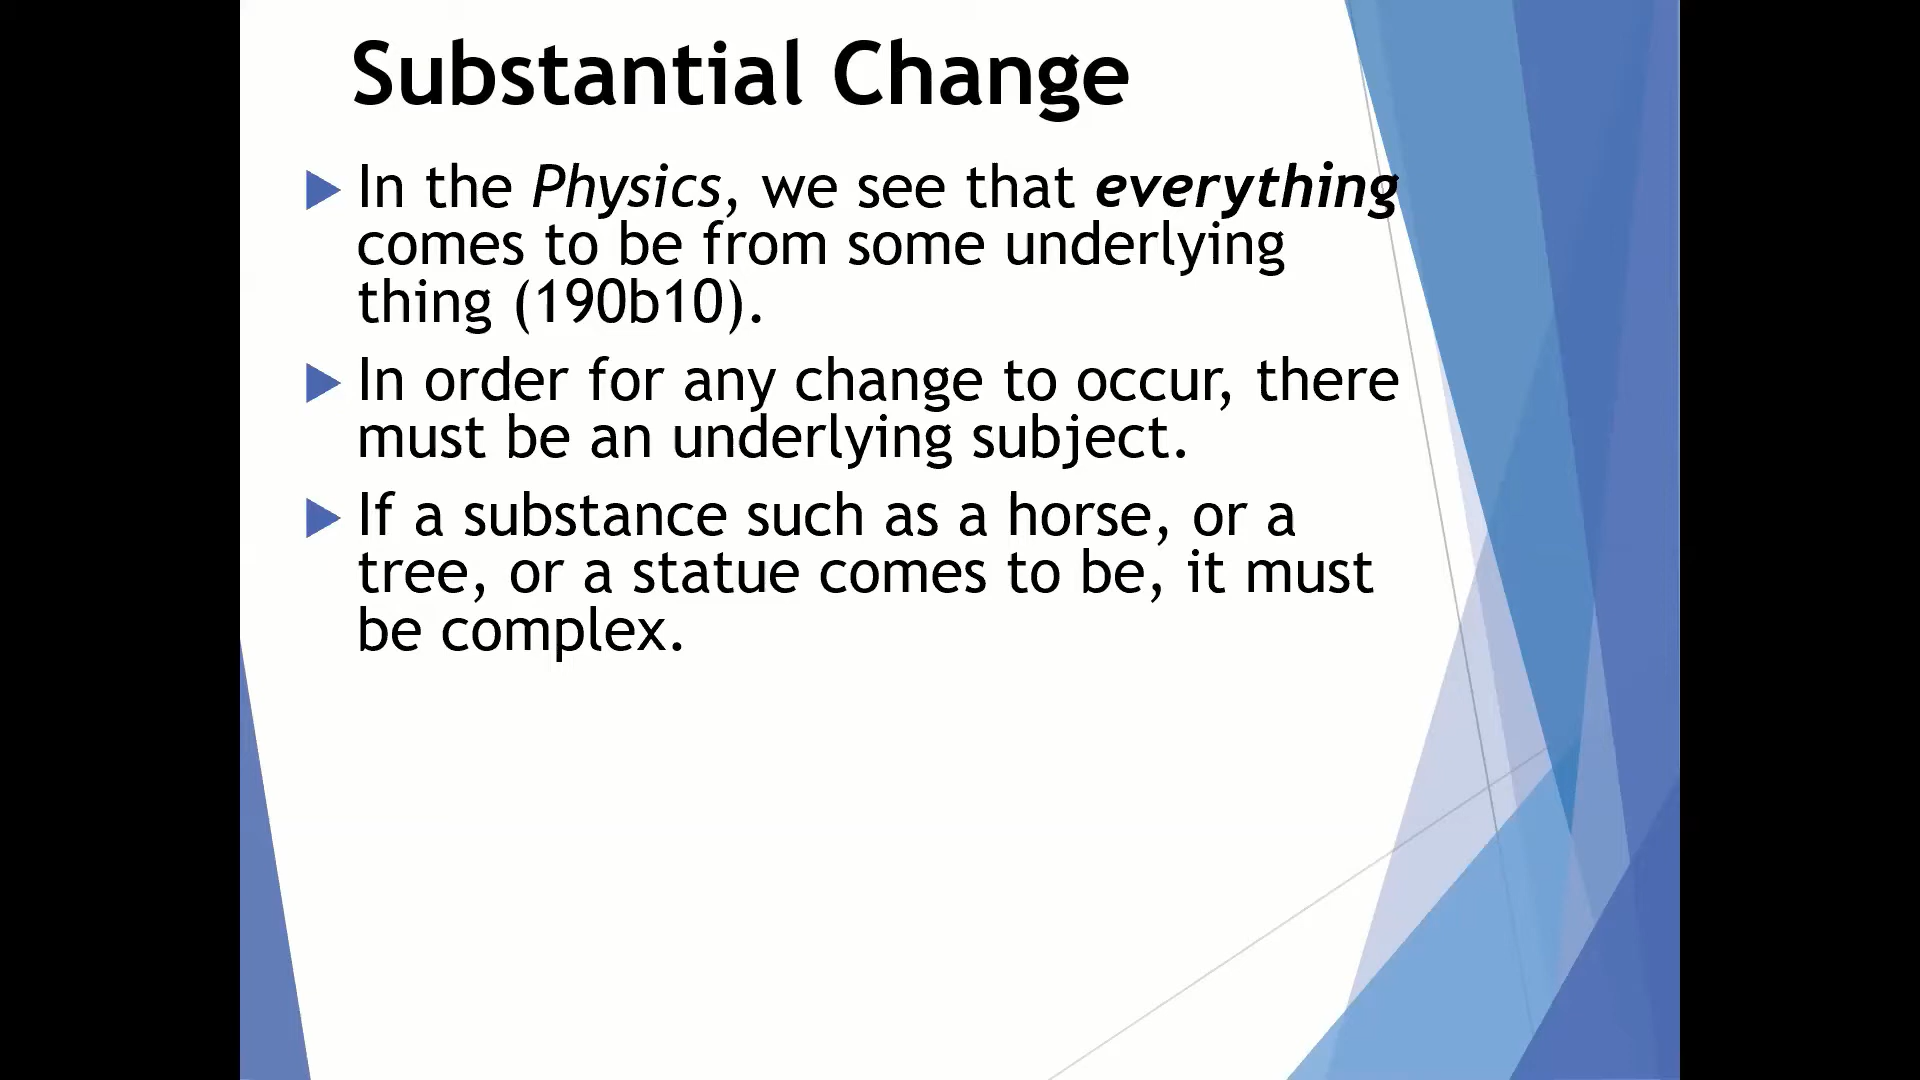 Substantial Change
In the Physics, we see that everything
comes to be from some underlying
thing (190b10).
In order for any change to occur, there
must be an underlying subject.
If a substance such as a horse, or a
tree, or a statue comes to be, it must
be complex.